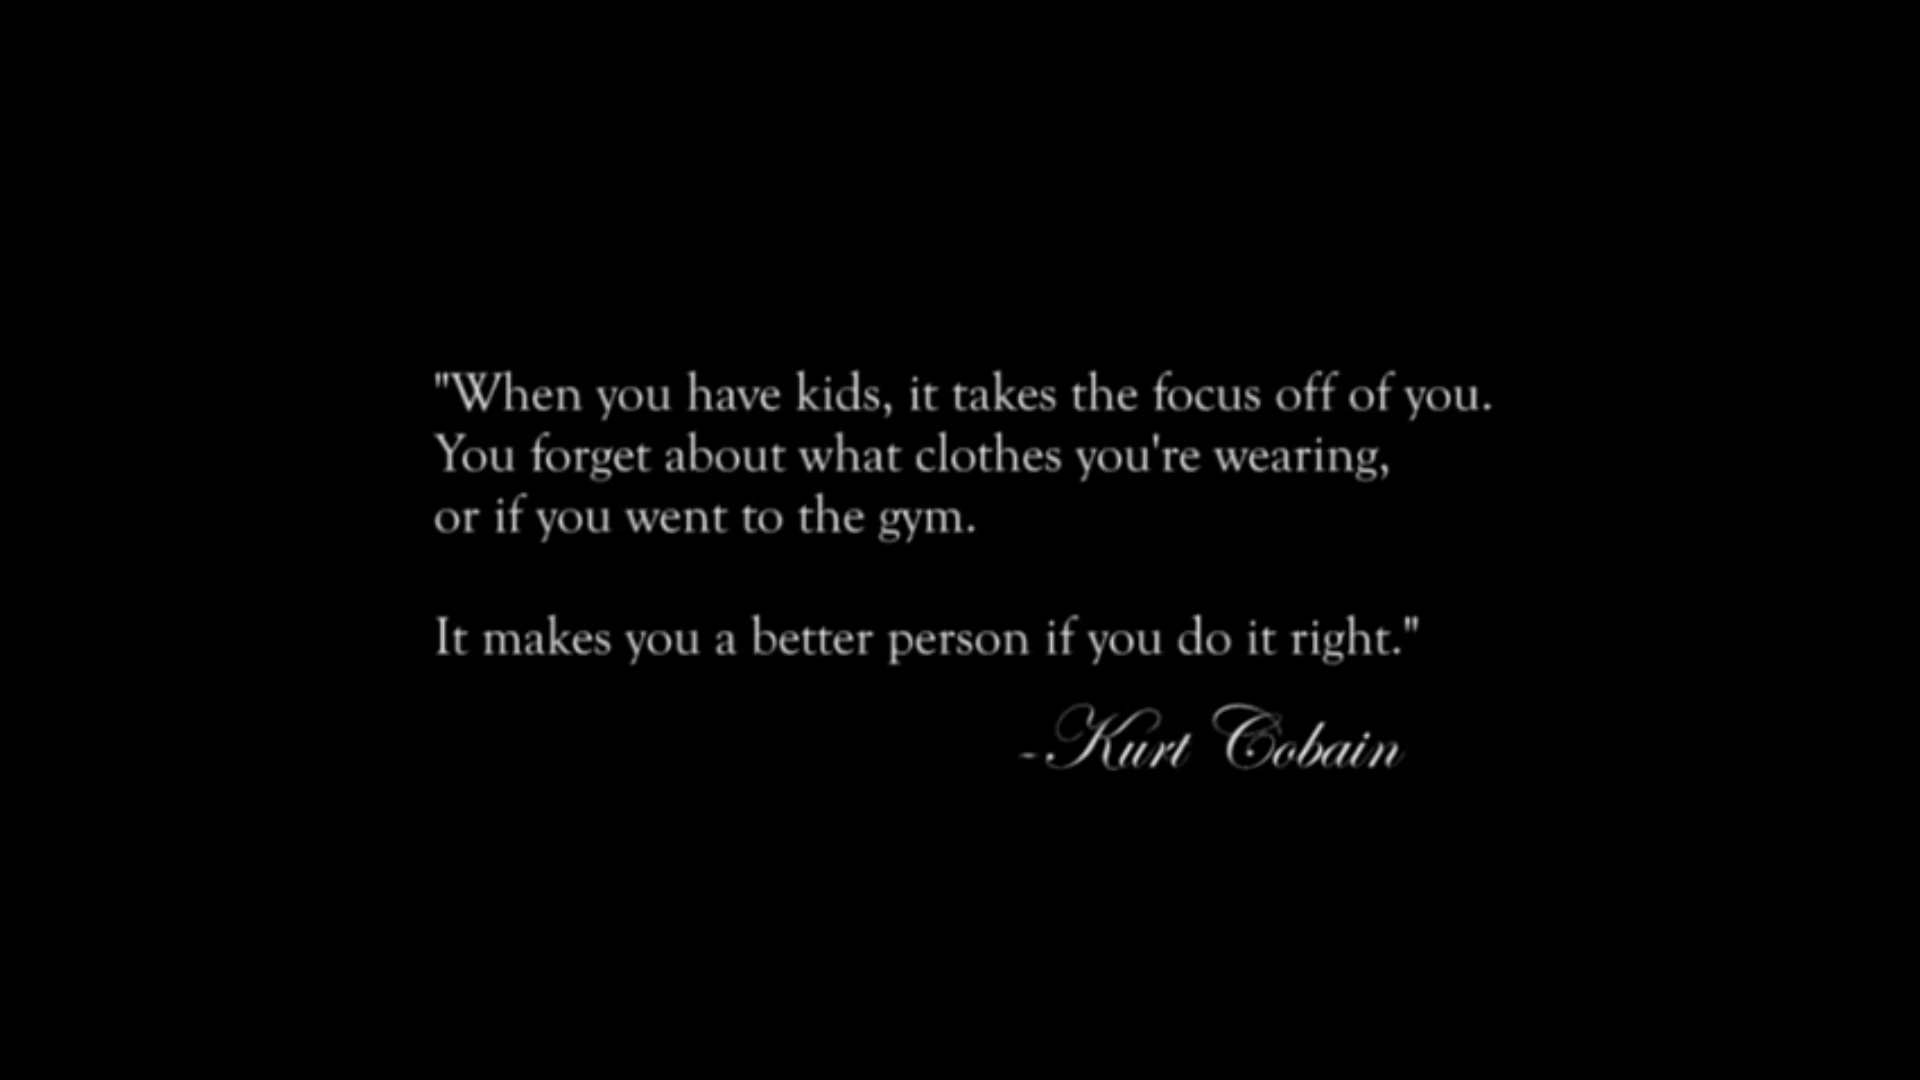 "When you have kids, it takes the focus off of you.
You forget about what clothes you're wearing,
or if you went to the gym.
It makes you a better person if you do it right."
-Kurt Cobain